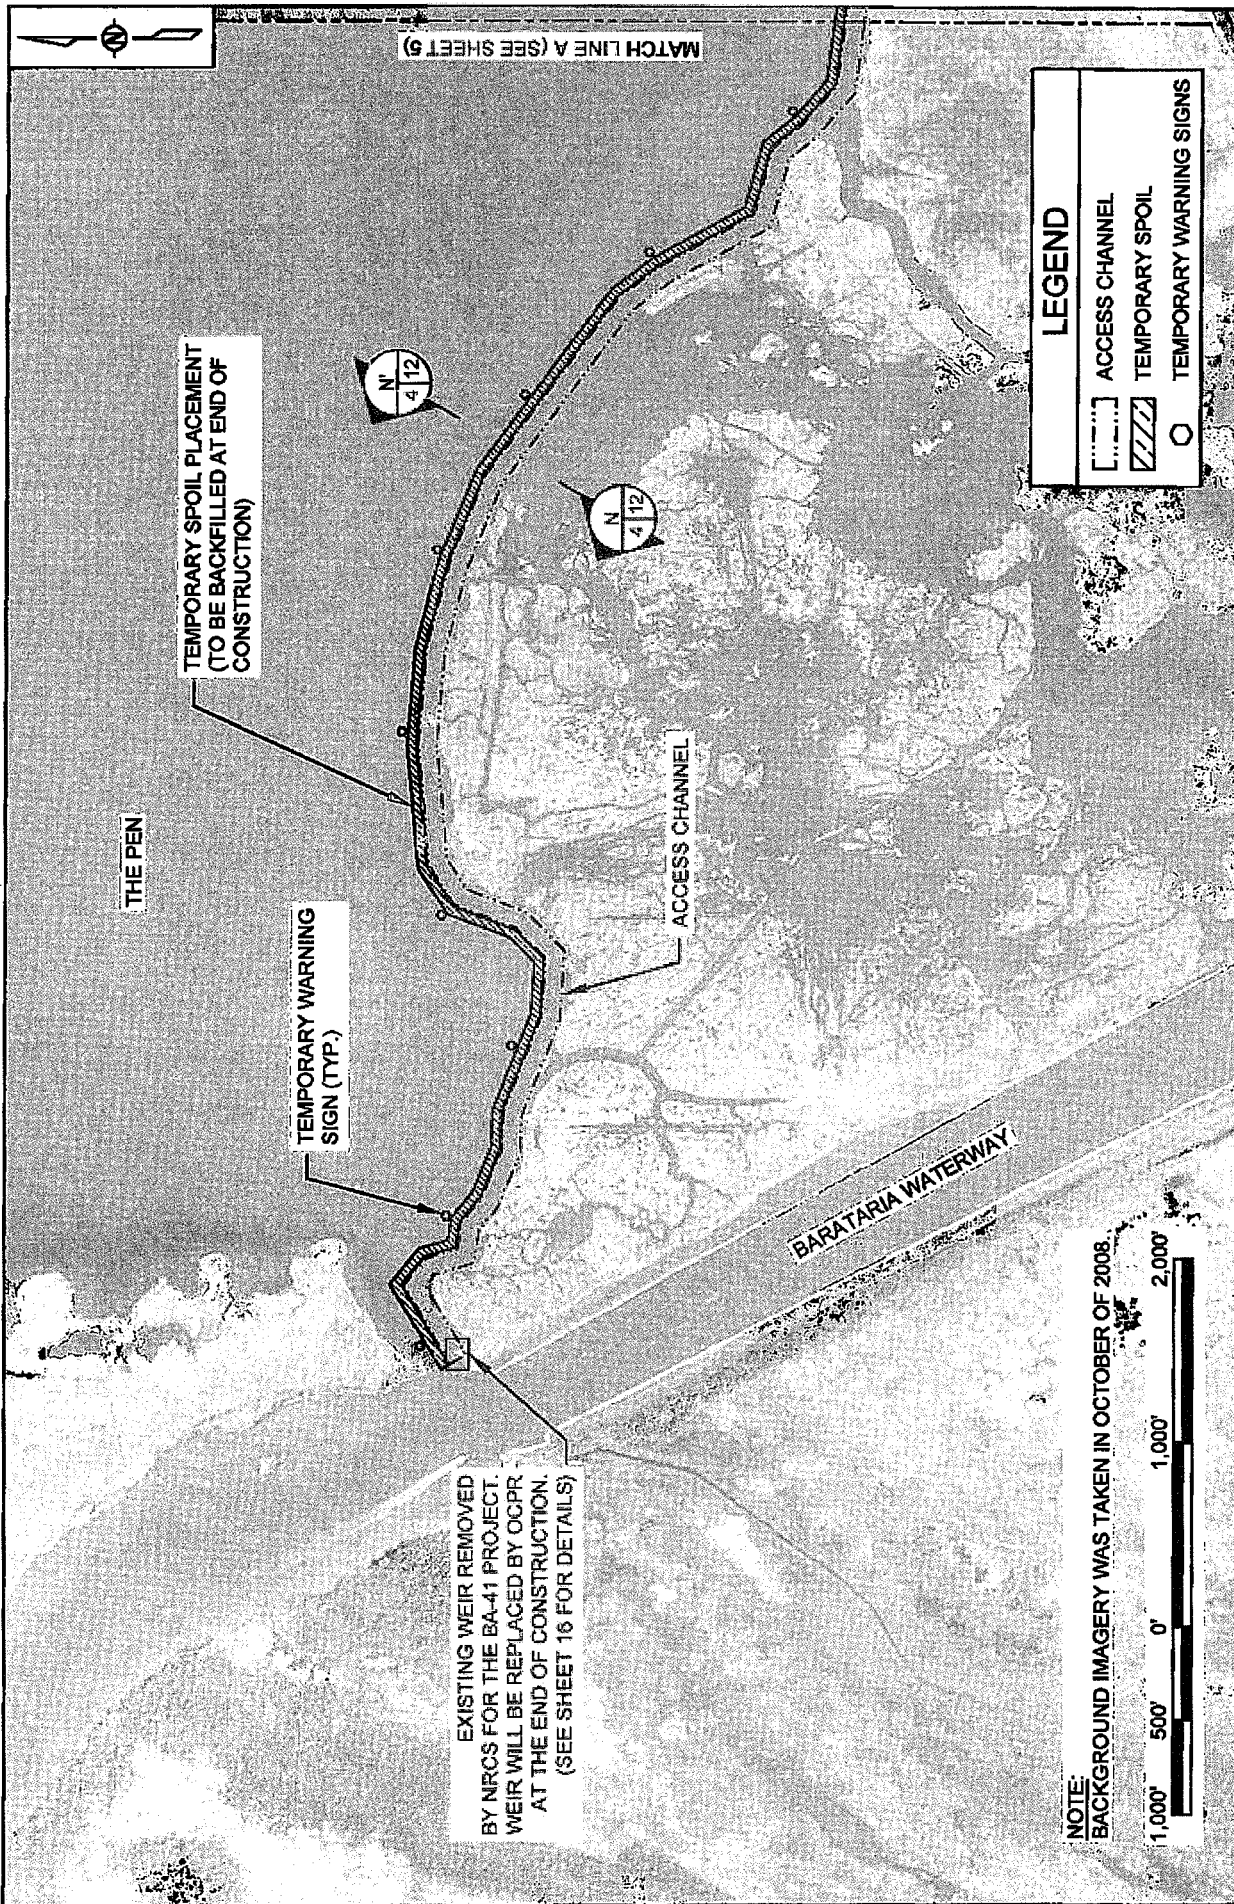 N
MATCH LINE A (SEE SHEET 5)
TEMPORARY SPOIL PLACEMENT
(TO BE BACKFILLED AT END OF
CONSTRUCTION)
THE PEN
TEMPORARY WARNING
SIGN (TYP.)
N'
4 12
N
4 12
ACCESS CHANNEL
BARATARIA WATERWAY
EXISTING WEIR REMOVED
BY NRCS FOR THE BA-41 PROJECT.
WEIR WILL BE REPLACED BY OCPR
AT THE END OF CONSTRUCTION.
(SEE SHEET 16 FOR DETAILS)
LEGEND
ACCESS CHANNEL
TEMPORARY SPOIL
TEMPORARY WARNING SIGNS
NOTE:
BACKGROUND IMAGERY WAS TAKEN IN OCTOBER OF 2008.
1,000' 500' 0' 1,000' 2,000'